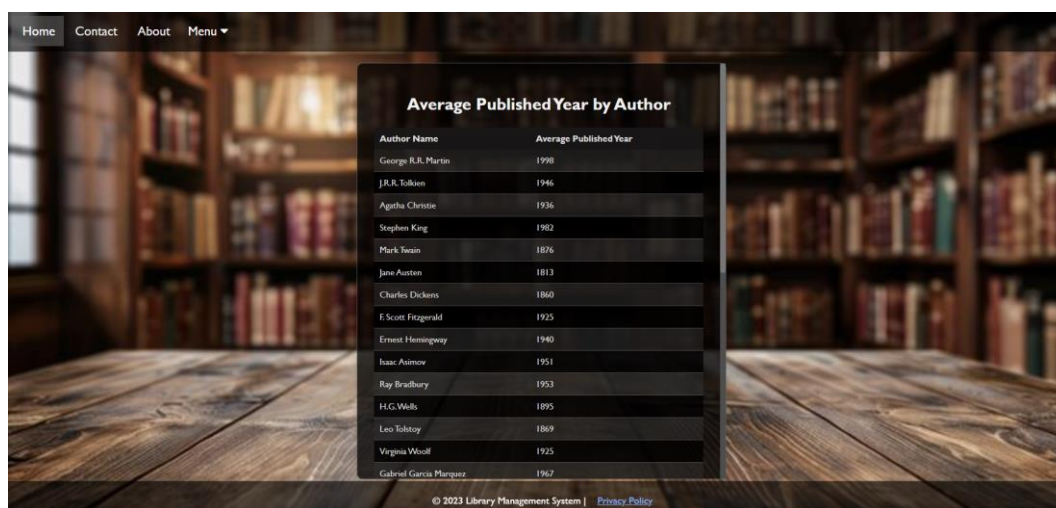 Home Contact About Menu
Average Published Year by Author
Author Name Average Published Year
George R.R. Martin 1998
J.R.R. Tolkien 1946
Agatha Christie 1936
Stephen King 1982
Mark Twain 1876
Jane Austen 1813
Charles Dickens 1860
F. Scott Fitzgerald 1925
Ernest Hemingway 1940
Isaac Asimov 1951
Ray Bradbury 1953
H.G. Wells 1895
Leo Tolstoy 1869
Virginia Woolf 1925
Gabriel Garcia Marquez 1967
© 2023 Library Management System | Privacy Policy